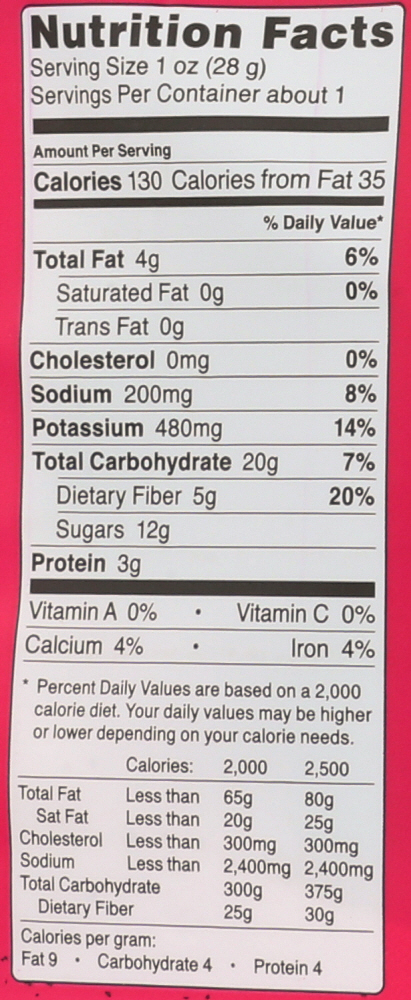 Nutrition Facts
Serving Size 1 oz (28 g)
Servings Per Container about 1
Amount Per Serving
Calories 130 Calories from Fat 35
% Daily Value*
Total Fat 4g 6%
Saturated Fat 0g 0%
Trans Fat 0g
Cholesterol 0mg 0%
Sodium 200mg 8%
Potassium 480mg 14%
Total Carbohydrate 20g 7%
Dietary Fiber 5g 20%
Sugars 12g
Protein 3g
Vitamin A 0% • Vitamin C 0%
Calcium 4% • Iron 4%
* Percent Daily Values are based on a 2,000
calorie diet. Your daily values may be higher
or lower depending on your calorie needs.
Calories: 2,000 2,500
Total Fat Less than 65g 80g
Sat Fat Less than 20g 25g
Cholesterol Less than 300mg 300mg
Sodium Less than 2,400mg 2,400mg
Total Carbohydrate 300g 375g
Dietary Fiber 25g 30g
Calories per gram:
Fat 9 • Carbohydrate 4 • Protein 4